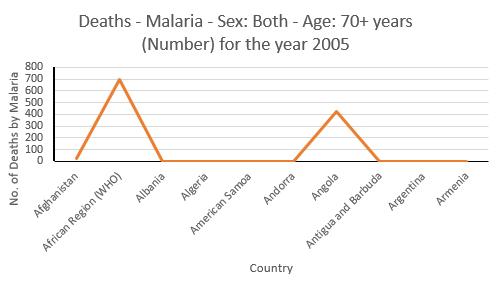 Deaths - Malaria - Sex: Both - Age: 70+ years
(Number) for the year 2005
No. of Deaths by Malaria
800
700
600
500
400
300
200
100
0
Afghanistan
African Region (WHO)
Albania
Algeria
American Samoa
Andorra
Angola
Antigua and Barbuda
Argentina
Armenia
Country